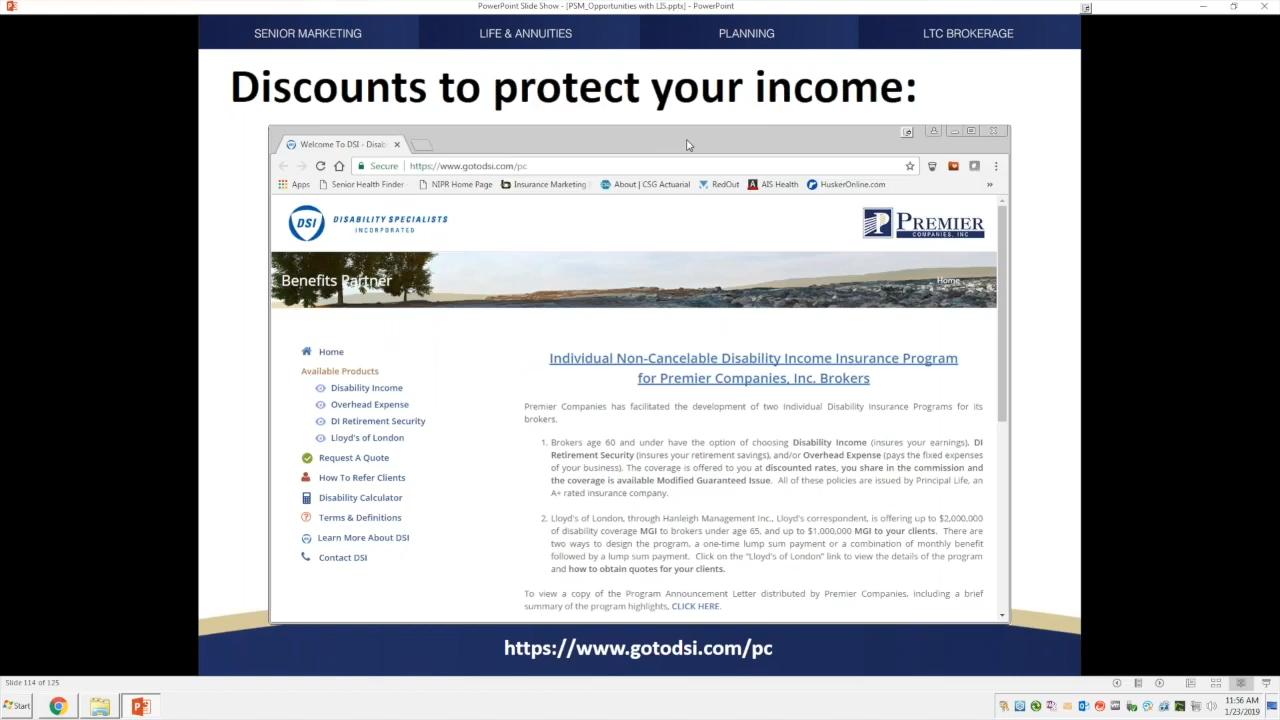 PowerPoint Slide Show - [PSM_Opportunities with LIS.pptx] - PowerPoint
SENIOR MARKETING
LIFE & ANNUITIES
PLANNING
LTC BROKERAGE
Discounts to protect your income:
Welcome To DSI - Disab
Secure
https://www.gotodsi.com/pc
Apps
Senior Health Finder
NIPR Home Page
Insurance Marketing
About | CSG Actuarial
RedOut
AIS Health
HuskerOnline.com
»
DSI
DISABILITY SPECIALISTS
INCORPORATED
PREMIER
COMPANIES, INC
Benefits Partner
Home
Home
Available Products
Disability Income
Overhead Expense
DI Retirement Security
Lloyd's of London
Request A Quote
How To Refer Clients
Disability Calculator
Terms & Definitions
Learn More About DSI
Contact DSI
Individual Non-Cancelable Disability Income Insurance Program
for Premier Companies, Inc. Brokers
Premier Companies has facilitated the development of two Individual Disability Insurance Programs for its
brokers.
1. Brokers age 60 and under have the option of choosing Disability Income (insures your earnings), DI
Retirement Security (insures your retirement savings), and/or Overhead Expense (pays the fixed expenses
of your business). The coverage is offered to you at discounted rates, you share in the commission and
the coverage is available Modified Guaranteed Issue. All of these policies are issued by Principal Life, an
A+ rated insurance company.
2. Lloyd's of London, through Hanleigh Management Inc., Lloyd's correspondent, is offering up to $2,000,000
of disability coverage MGI to brokers under age 65, and up to $1,000,000 MGI to your clients. There are
two ways to design the program, a one-time lump sum payment or a combination of monthly benefit
followed by a lump sum payment. Click on the "Lloyd's of London" link to view the details of the program
and how to obtain quotes for your clients.
To view a copy of the Program Announcement Letter distributed by Premier Companies, including a brief
summary of the program highlights, CLICK HERE.
https://www.gotodsi.com/pc
Slide 114 of 125
Start
11:56 AM
1/23/2019